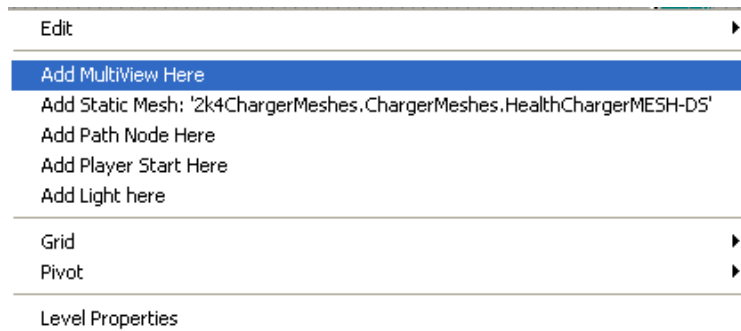 Edit
Add MultiView Here
Add Static Mesh: '2k4ChargerMeshes.ChargerMeshes.HealthChargerMESH-DS'
Add Path Node Here
Add Player Start Here
Add Light here
Grid
Pivot
Level Properties